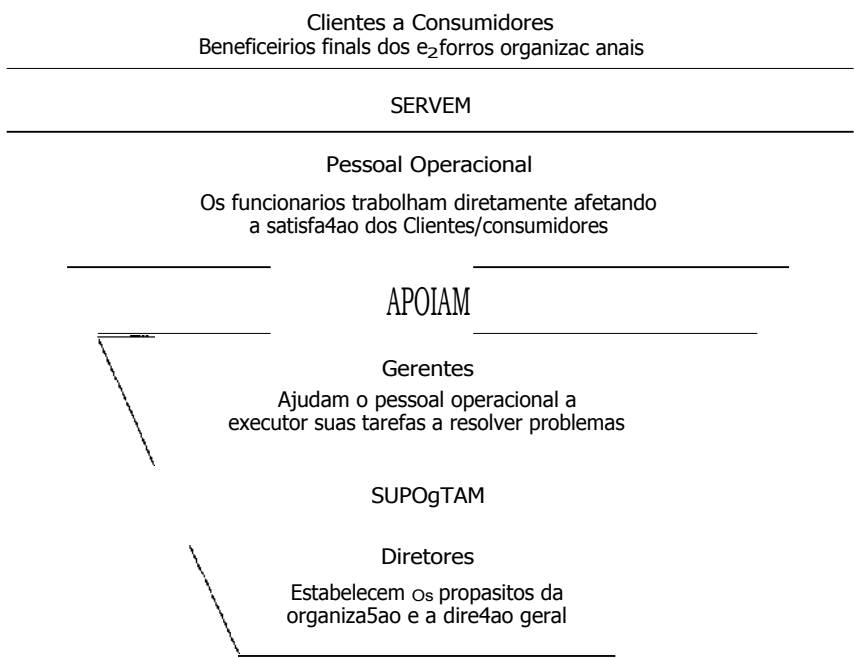 Clientes a Consumidores
Beneficeirios finals dos e2forros organizac anais
SERVEM
Pessoal Operacional
Os funcionarios trabolham diretamente afetando
a satisfa4ao dos Clientes/consumidores
APOIAM
Gerentes
Ajudam o pessoal operacional a
executor suas tarefas a resolver problemas
SUPOgTAM
Diretores
Estabelecem Os propasitos da
organiza5ao e a dire4ao geral